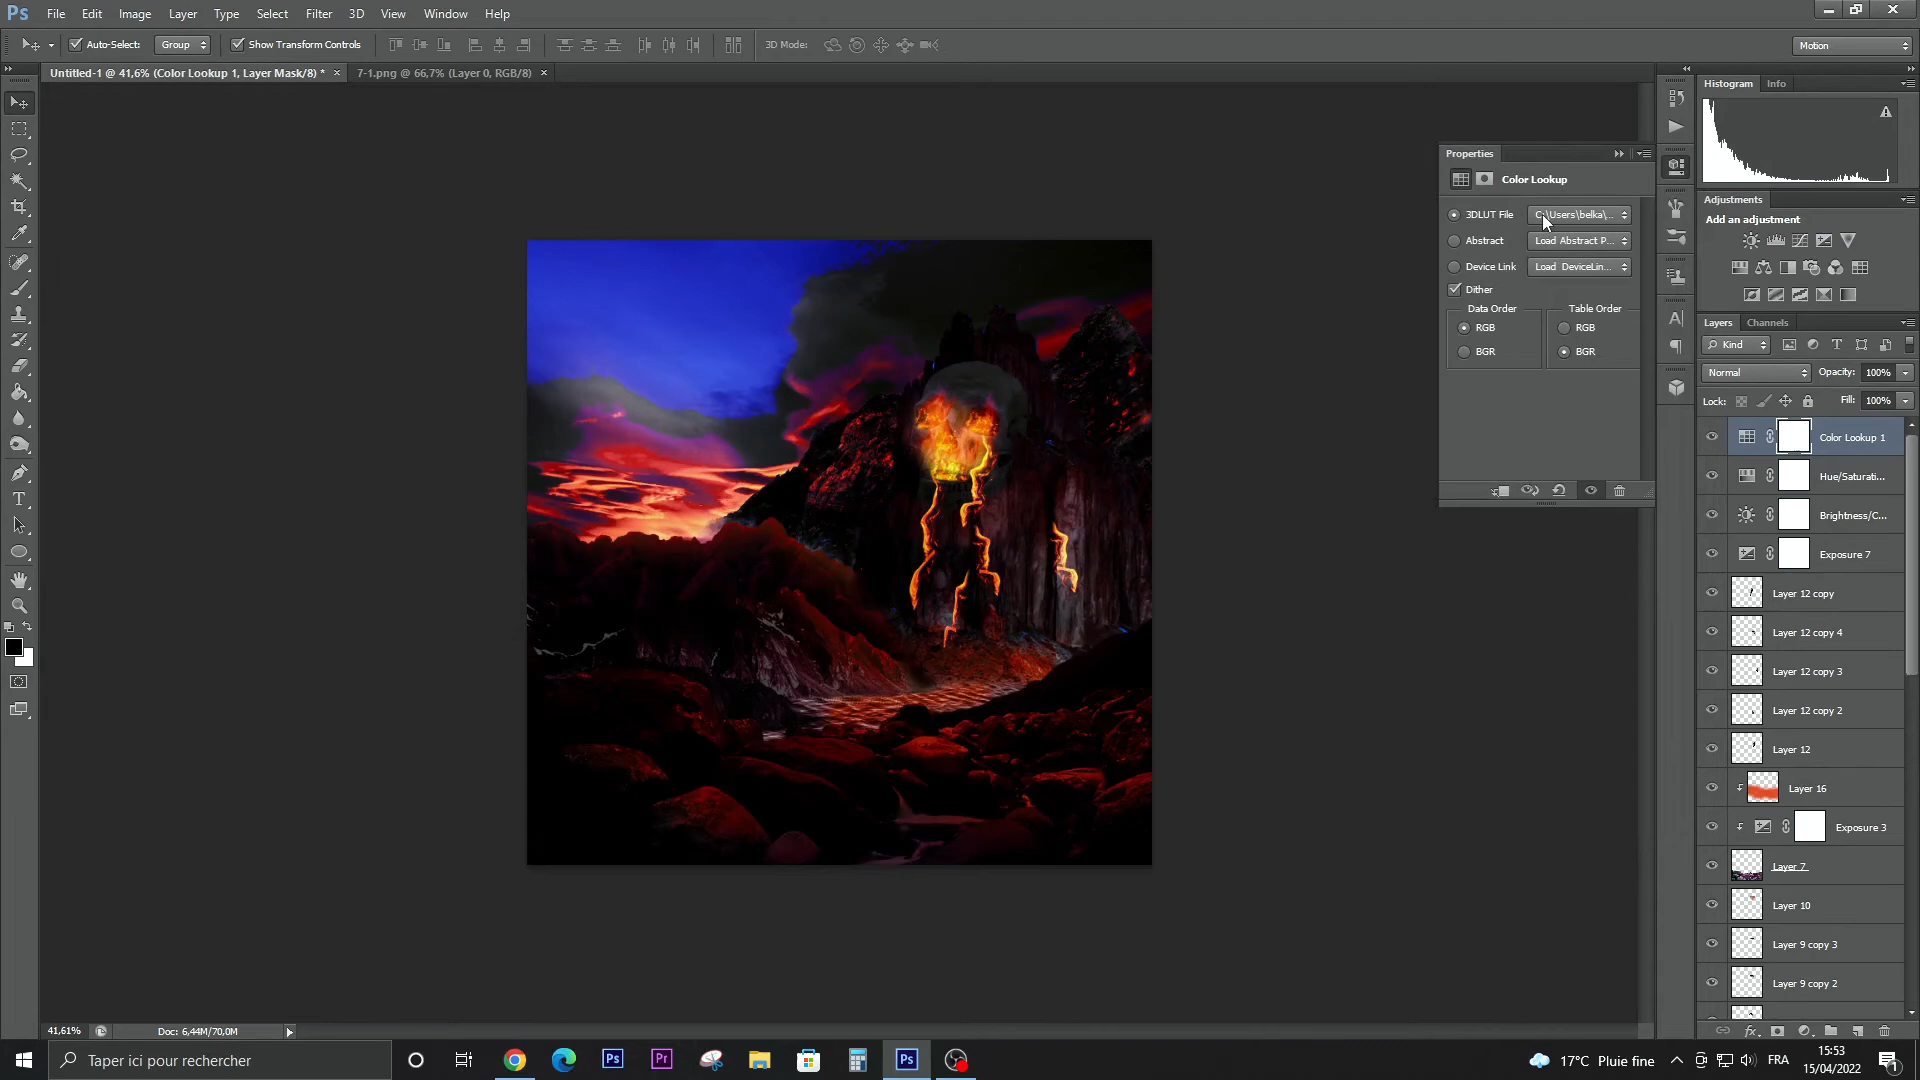 Ps File Edit Image Layer Type Select Filter 3D View Window Help
Auto-Select: Group Show Transform Controls 3D Mode: Motion
Untitled-1 @ 41,6% (Color Lookup 1, Layer Mask/8) * × 7-1.png @ 66,7% (Layer 0, RGB/8) ×
Histogram Info
Properties
Color Lookup
3DLUT File C:\Users\belka\...
Abstract Load Abstract P...
Device Link Load DeviceLin...
Dither
Data Order Table Order
RGB RGB
BGR BGR
Adjustments
Add an adjustment
Layers Channels
Kind
Normal Opacity: 100%
Lock: Fill: 100%
Color Lookup 1
Hue/Saturati...
Brightness/C...
Exposure 7
Layer 12 copy
Layer 12 copy 4
Layer 12 copy 3
Layer 12 copy 2
Layer 12
Layer 16
Exposure 3
Layer 7
Layer 10
Layer 9 copy 3
Layer 9 copy 2
41,61% Doc: 6,44M/70,0M
Taper ici pour rechercher
Ps Pr Ps
17°C Pluie fine
FRA
15:53
15/04/2022
1